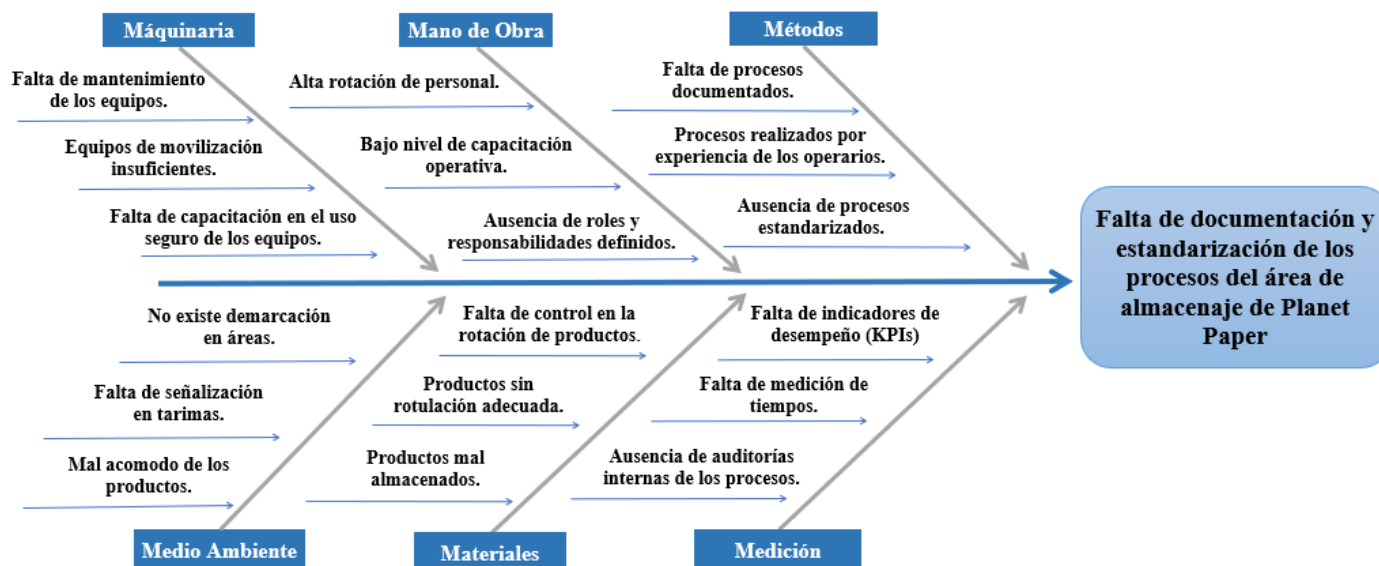 Máquinaria
Mano de Obra
Métodos
Falta de mantenimiento
de los equipos.
Equipos de movilización
insuficientes.
Falta de capacitación en el uso
seguro de los equipos.
Alta rotación de personal.
Bajo nivel de capacitación
operativa.
Ausencia de roles y
responsabilidades definidos.
Falta de procesos
documentados.
Procesos realizados por
experiencia de los operarios.
Ausencia de procesos
estandarizados.
Falta de documentación y
estandarización de los
procesos del área de
almacenaje de Planet
Paper
No existe demarcación
en áreas.
Falta de señalización
en tarimas.
Mal acomodo de los
productos.
Falta de control en la
rotación de productos.
Productos sin
rotulación adecuada.
Productos mal
almacenados.
Falta de indicadores de
desempeño (KPIs)
Falta de medición de
tiempos.
Ausencia de auditorías
internas de los procesos.
Medio Ambiente
Materiales
Medición